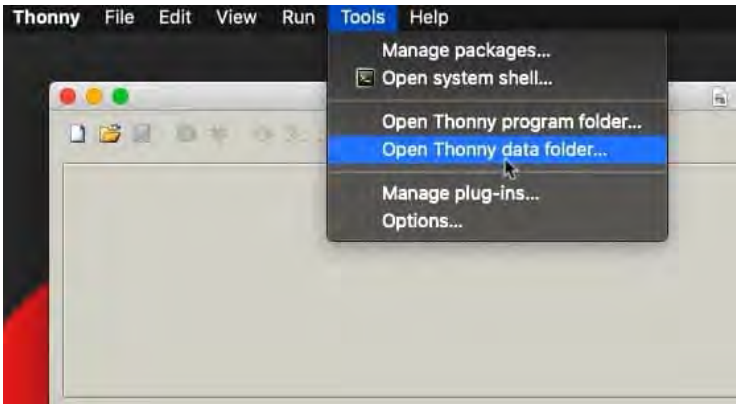 Thonny File Edit View Run Tools Help
Manage packages...
Open system shell...
Open Thonny program folder...
Open Thonny data folder...
Manage plug-ins...
Options...